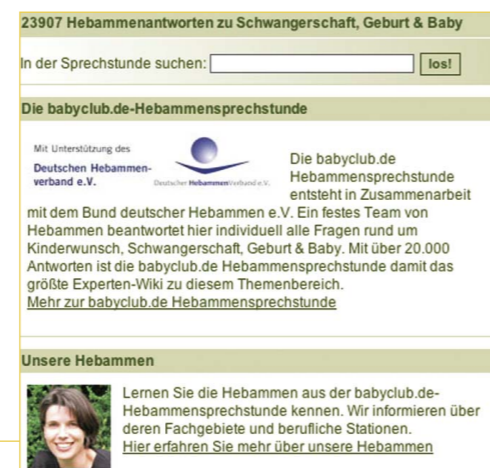 23907 Hebammenantworten zu Schwangerschaft, Geburt & Baby
In der Sprechstunde suchen: los!
Die babyclub.de-Hebammensprechstunde
Mit Unterstützung des
Deutschen Hebammen-
verband e.V.
Deutscher HebammenVerband e.V.
Die babyclub.de
Hebammensprechstunde
entsteht in Zusammenarbeit
mit dem Bund deutscher Hebammen e.V. Ein festes Team von
Hebammen beantwortet hier individuell alle Fragen rund um
Kinderwunsch, Schwangerschaft, Geburt & Baby. Mit über 20.000
Antworten ist die babyclub.de Hebammensprechstunde damit das
größte Experten-Wiki zu diesem Themenbereich.
Mehr zur babyclub.de Hebammensprechstunde
Unsere Hebammen
Lernen Sie die Hebammen aus der babyclub.de-
Hebammensprechstunde kennen. Wir informieren über
deren Fachgebiete und berufliche Stationen.
Hier erfahren Sie mehr über unsere Hebammen